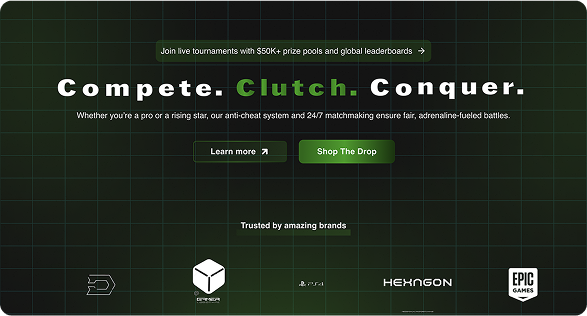 Join live tournaments with $50K+ prize pools and global leaderboards →
Compete. Clutch. Conquer.
Whether you're a pro or a rising star, our anti-cheat system and 24/7 matchmaking ensure fair, adrenaline-fueled battles.
Learn more
Shop The Drop
Trusted by amazing brands
GAMER
PS4
HEXNGON
EPIC
GAMES